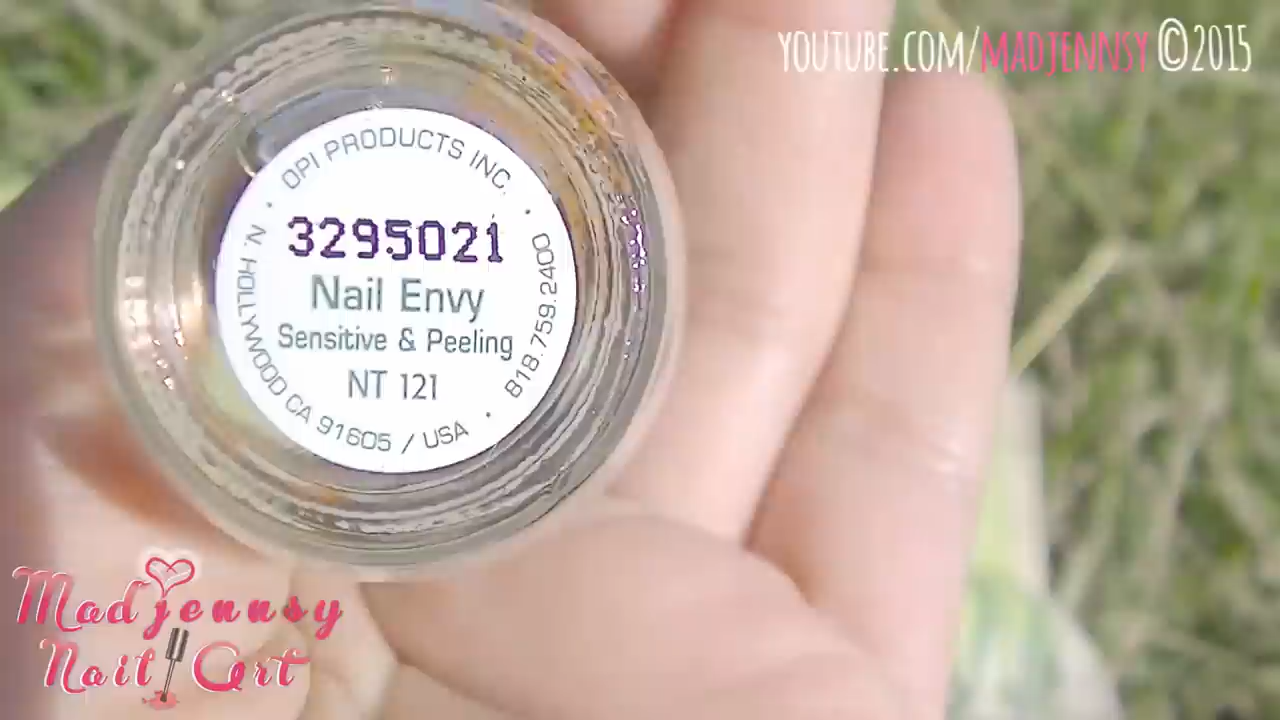 YOUTUBE.COM/MADJENNSY ©2015
OPI PRODUCTS INC.
3295021
Nail Envy
Sensitive & Peeling
NT 121
N. HOLLYWOOD CA 91605 / USA
818.759.2400
Madjennsy
Nail Art